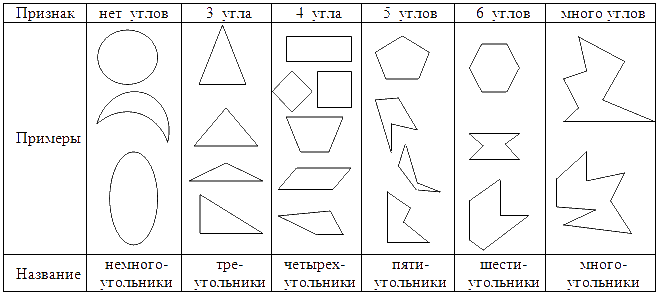 Признак нет углов 3 угла 4 угла 5 углов 6 углов много углов
Примеры
Название немного- тре- четырех- пяти- шести- много-
угольники угольники угольники угольники угольники угольники